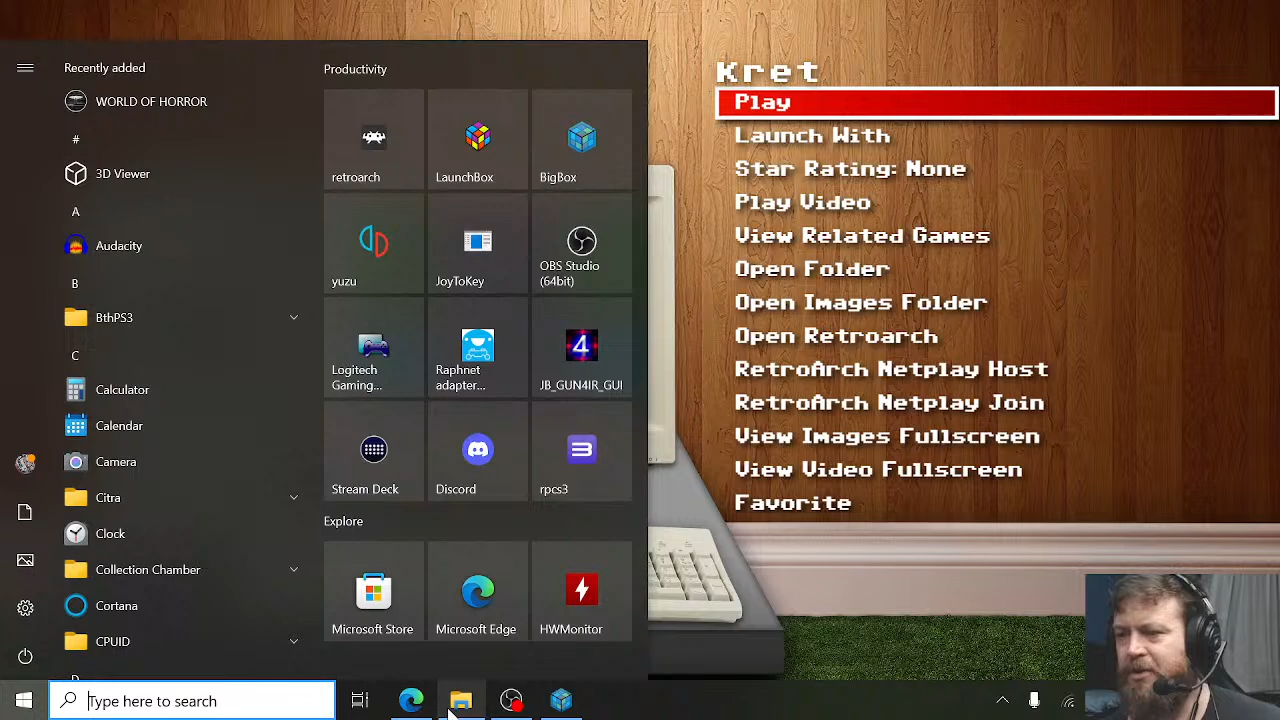 Recently added
WORLD OF HORROR
#
3D Viewer
A
Audacity
B
BthPS3
C
Calculator
Calendar
Camera
Citra
Clock
Collection Chamber
Cortana
CPUID
Productivity
retroarch
LaunchBox
BigBox
yuzu
JoyToKey
OBS Studio
(64bit)
Logitech
Gaming...
Raphnet
adapter...
4
JB_GUN4IR_GUI
Stream Deck
Discord
rpcs3
Explore
Microsoft Store
Microsoft Edge
HWMonitor
Type here to search
Kret
Play
Launch With
Star Rating: None
Play Video
View Related Games
Open Folder
Open Images Folder
Open Retroarch
RetroArch Netplay Host
RetroArch Netplay Join
View Images Fullscreen
View Video Fullscreen
Favorite